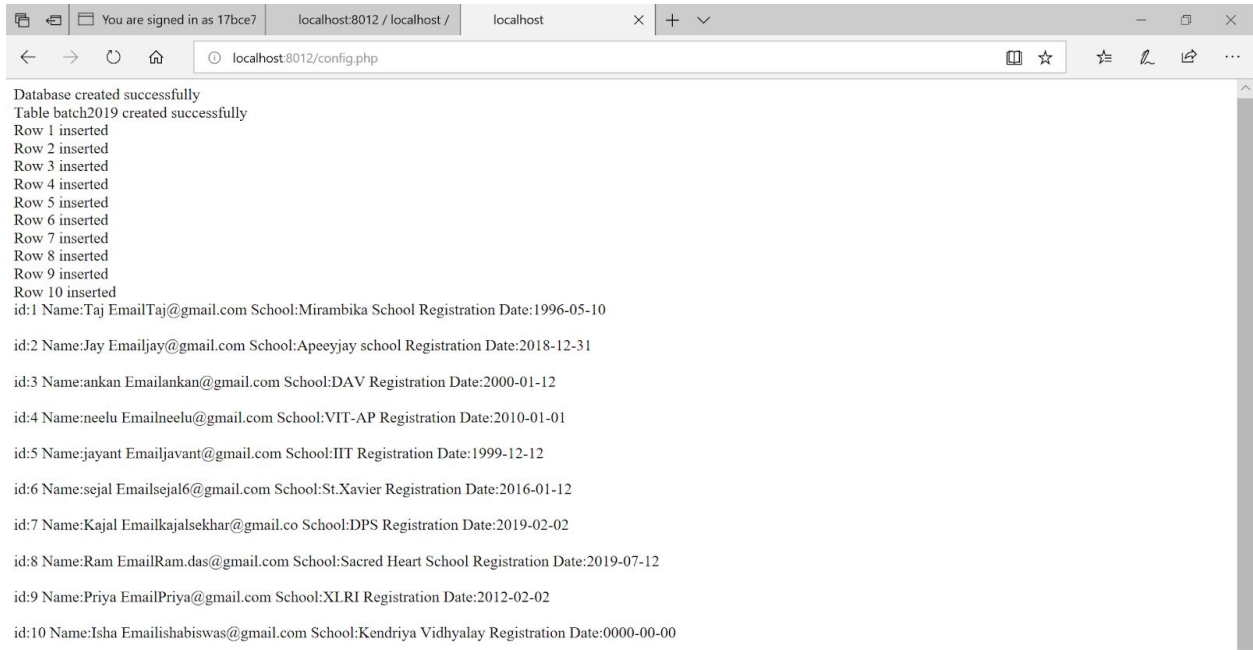 You are signed in as 17bce7
localhost:8012 / localhost /
localhost
localhost:8012/config.php
Database created successfully
Table batch2019 created successfully
Row 1 inserted
Row 2 inserted
Row 3 inserted
Row 4 inserted
Row 5 inserted
Row 6 inserted
Row 7 inserted
Row 8 inserted
Row 9 inserted
Row 10 inserted
id:1 Name:Taj EmailTaj@gmail.com School:Mirambika School Registration Date:1996-05-10
id:2 Name:Jay Emailjay@gmail.com School:Apeeyjay school Registration Date:2018-12-31
id:3 Name:ankan Emailankan@gmail.com School:DAV Registration Date:2000-01-12
id:4 Name:neelu Emailneelu@gmail.com School:VIT-AP Registration Date:2010-01-01
id:5 Name:jayant Emailjavant@gmail.com School:IIT Registration Date:1999-12-12
id:6 Name:sejal Emailsejal6@gmail.com School:St.Xavier Registration Date:2016-01-12
id:7 Name:Kajal Emailkajalsekhar@gmail.co School:DPS Registration Date:2019-02-02
id:8 Name:Ram EmailRam.das@gmail.com School:Sacred Heart School Registration Date:2019-07-12
id:9 Name:Priya EmailPriya@gmail.com School:XLRI Registration Date:2012-02-02
id:10 Name:Isha Emailishabiswas@gmail.com School:Kendriya Vidhyalay Registration Date:0000-00-00